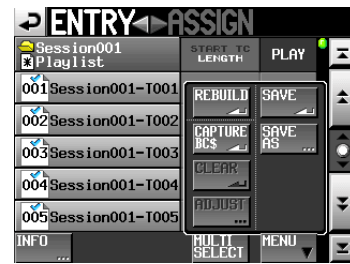 ENTRY ASSIGN
Session001
Playlist
START TC
LENGTH
PLAY
001 Session001-T001
002 Session001-T002
003 Session001-T003
004 Session001-T004
005 Session001-T005
REBUILD
SAVE
CAPTURE
BC$
SAVE
AS ...
CLEAR
ADJUST
...
INFO
...
MULTI
SELECT
MENU